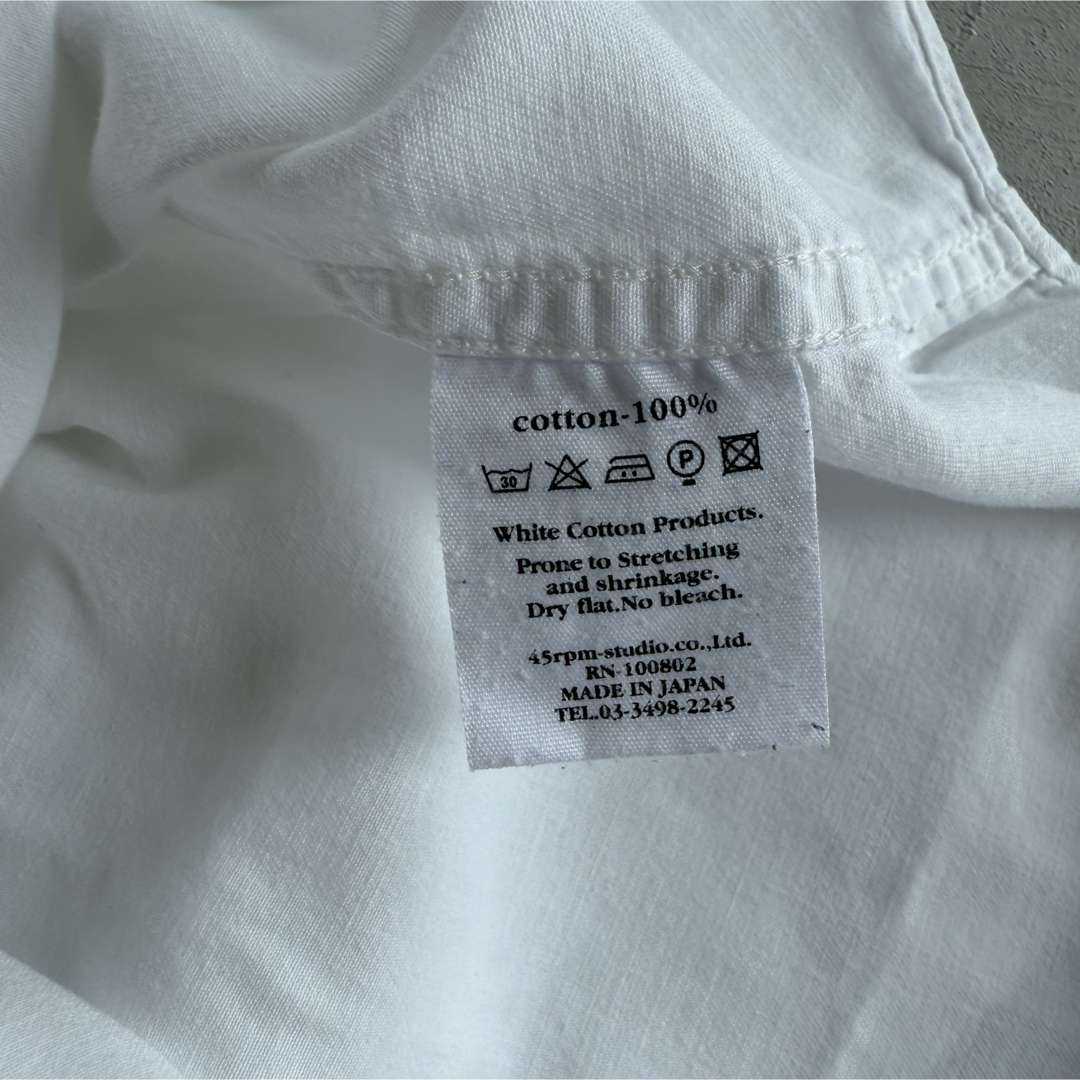 cotton-100%
30 P
White Cotton Products.
Prone to Stretching
and shrinkage.
Dry flat.No bleach.
45rpm-studio.co.,Ltd.
RN-100802
MADE IN JAPAN
TEL.03-3498-2245